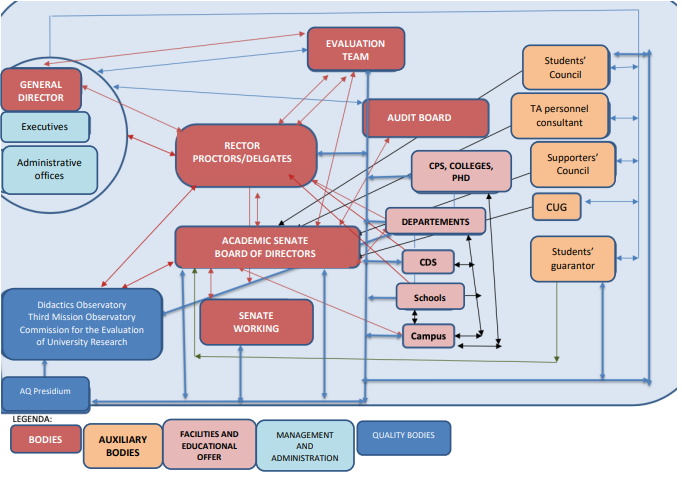 EVALUATION
TEAM
GENERAL
DIRECTOR
Executives
Administrative
offices
RECTOR
PROCTORS/DELGATES
AUDIT BOARD
Students'
Council
TA personnel
consultant
Supporters'
Council
CUG
Students'
guarantor
CPS, COLLEGES,
PHD
DEPARTEMENTS
CDS
Schools
Campus
ACADEMIC SENATE
BOARD OF DIRECTORS
SENATE
WORKING
Didactics Observatory
Third Mission Observatory
Commission for the Evaluation
of University Research
AQ Presidium
LEGENDA:
BODIES
AUXILIARY
BODIES
FACILITIES AND
EDUCATIONAL
OFFER
MANAGEMENT
AND
ADMINISTRATION
QUALITY BODIES